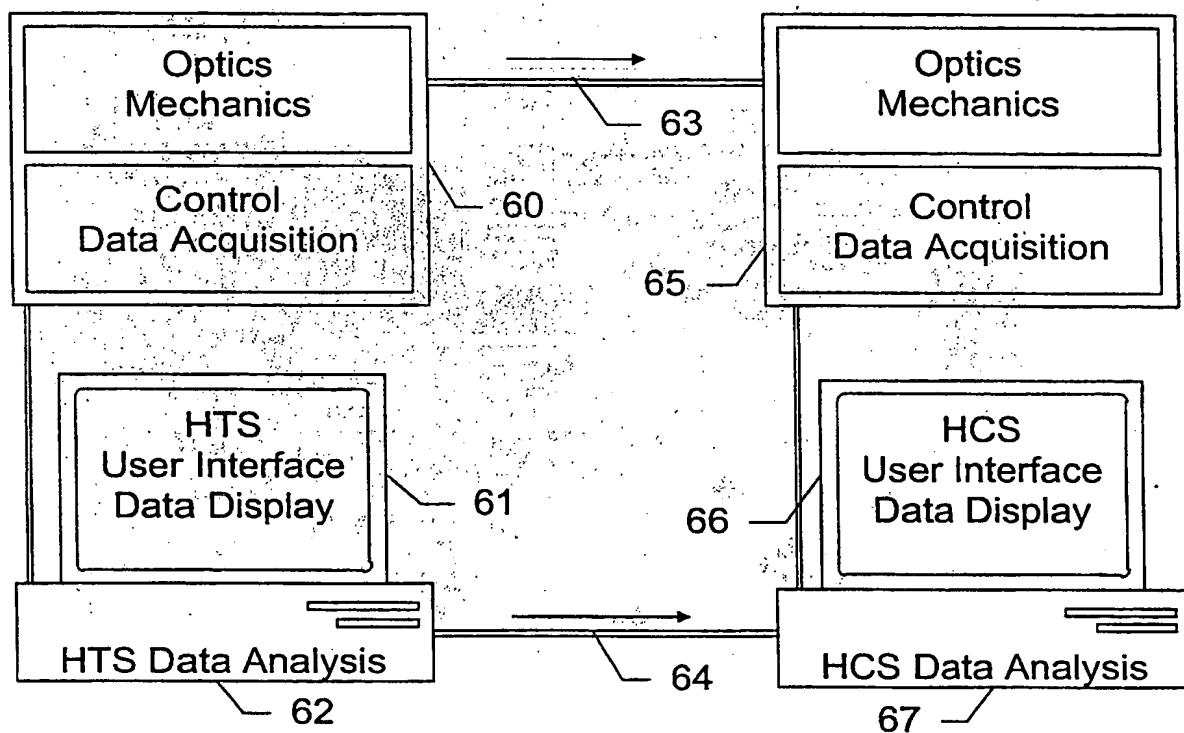 Optics
Mechanics
Control
Data Acquisition
60
63
Optics
Mechanics
Control
Data Acquisition
65
HTS
User Interface
Data Display
61
HTS Data Analysis
62
64
HCS
User Interface
Data Display
66
HCS Data Analysis
67